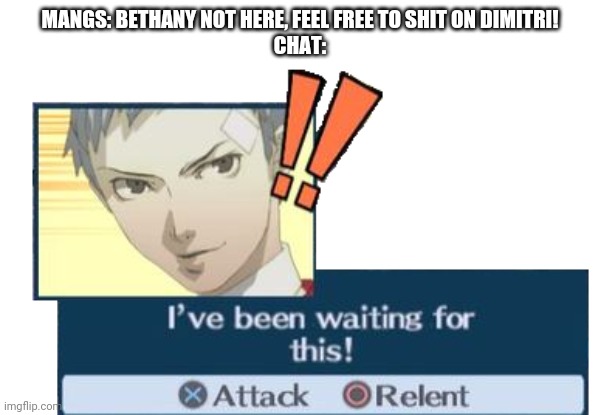 MANGS: BETHANY NOT HERE, FEEL FREE TO SHIT ON DIMITRI!
CHAT:
!!
I've been waiting for
this!
Attack Relent
imgflip.com